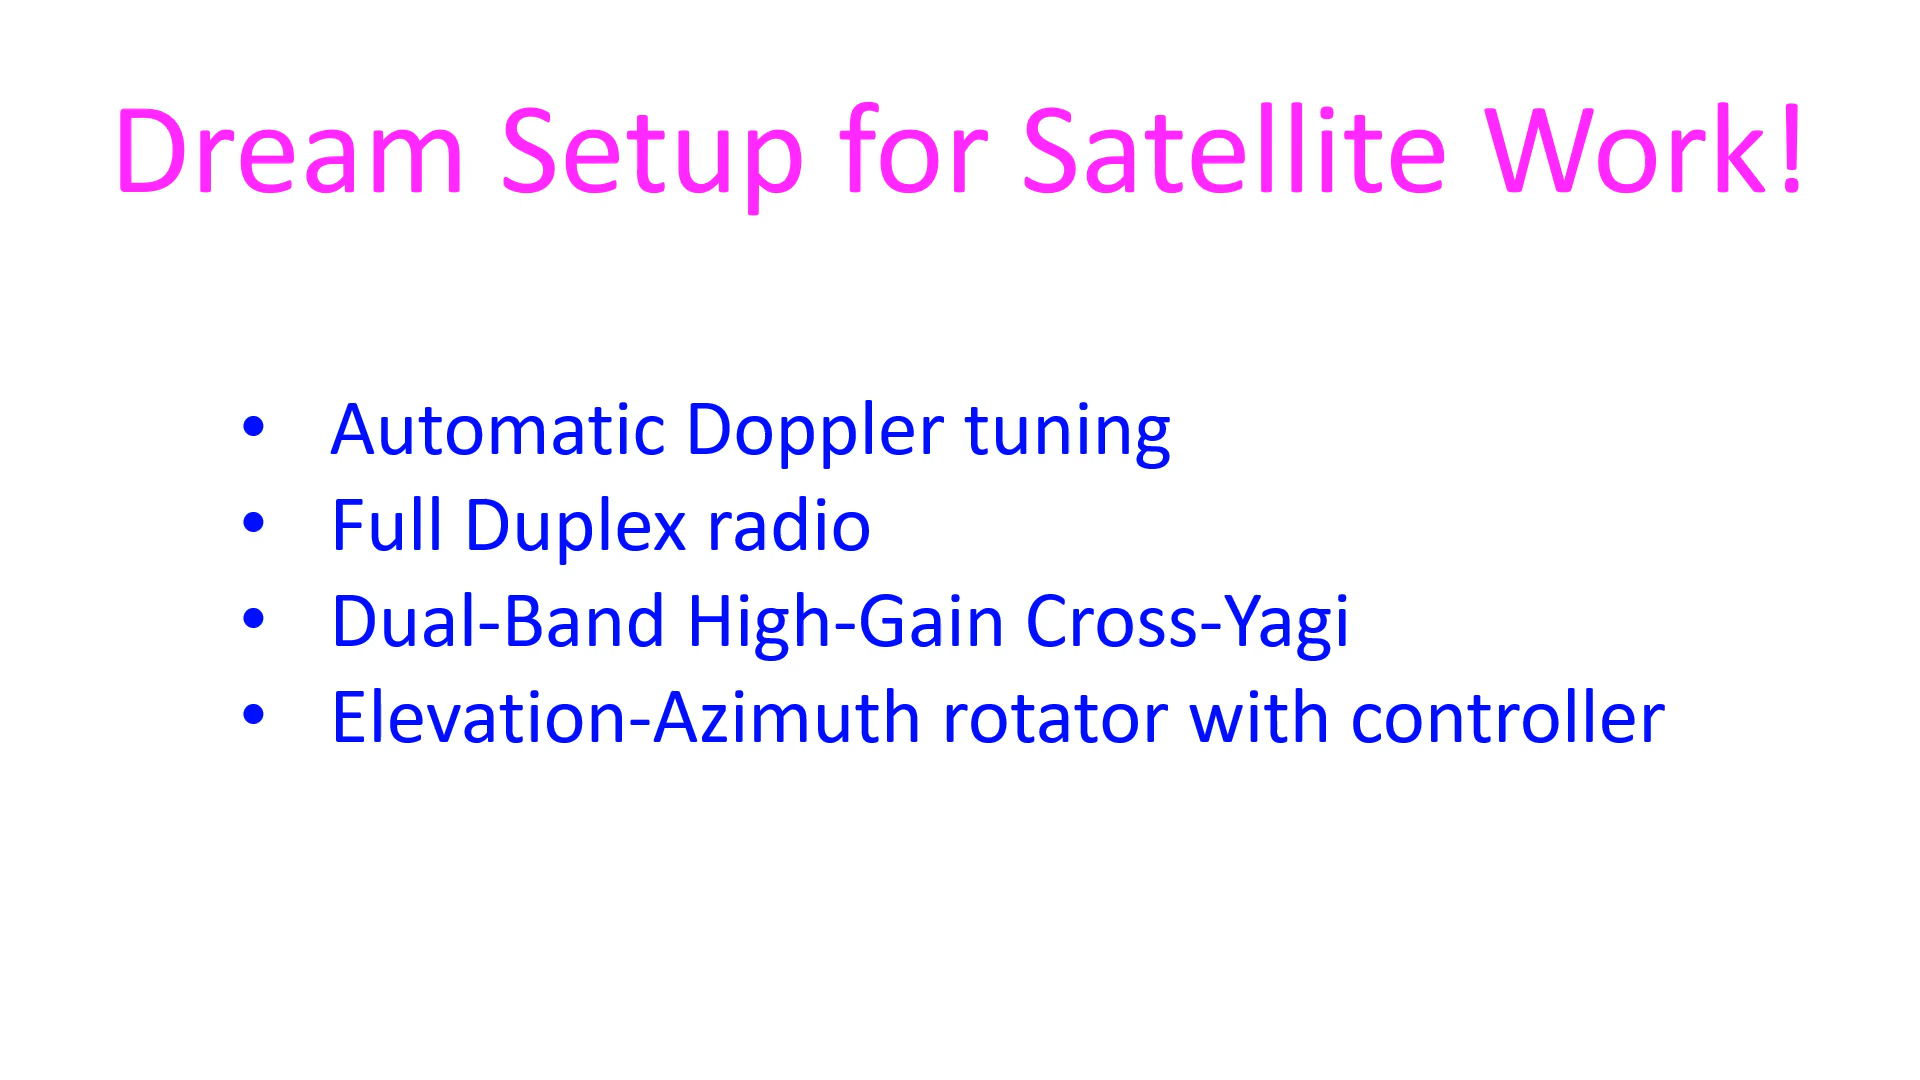 Dream Setup for Satellite Work!
• Automatic Doppler tuning
• Full Duplex radio
• Dual-Band High-Gain Cross-Yagi
• Elevation-Azimuth rotator with controller